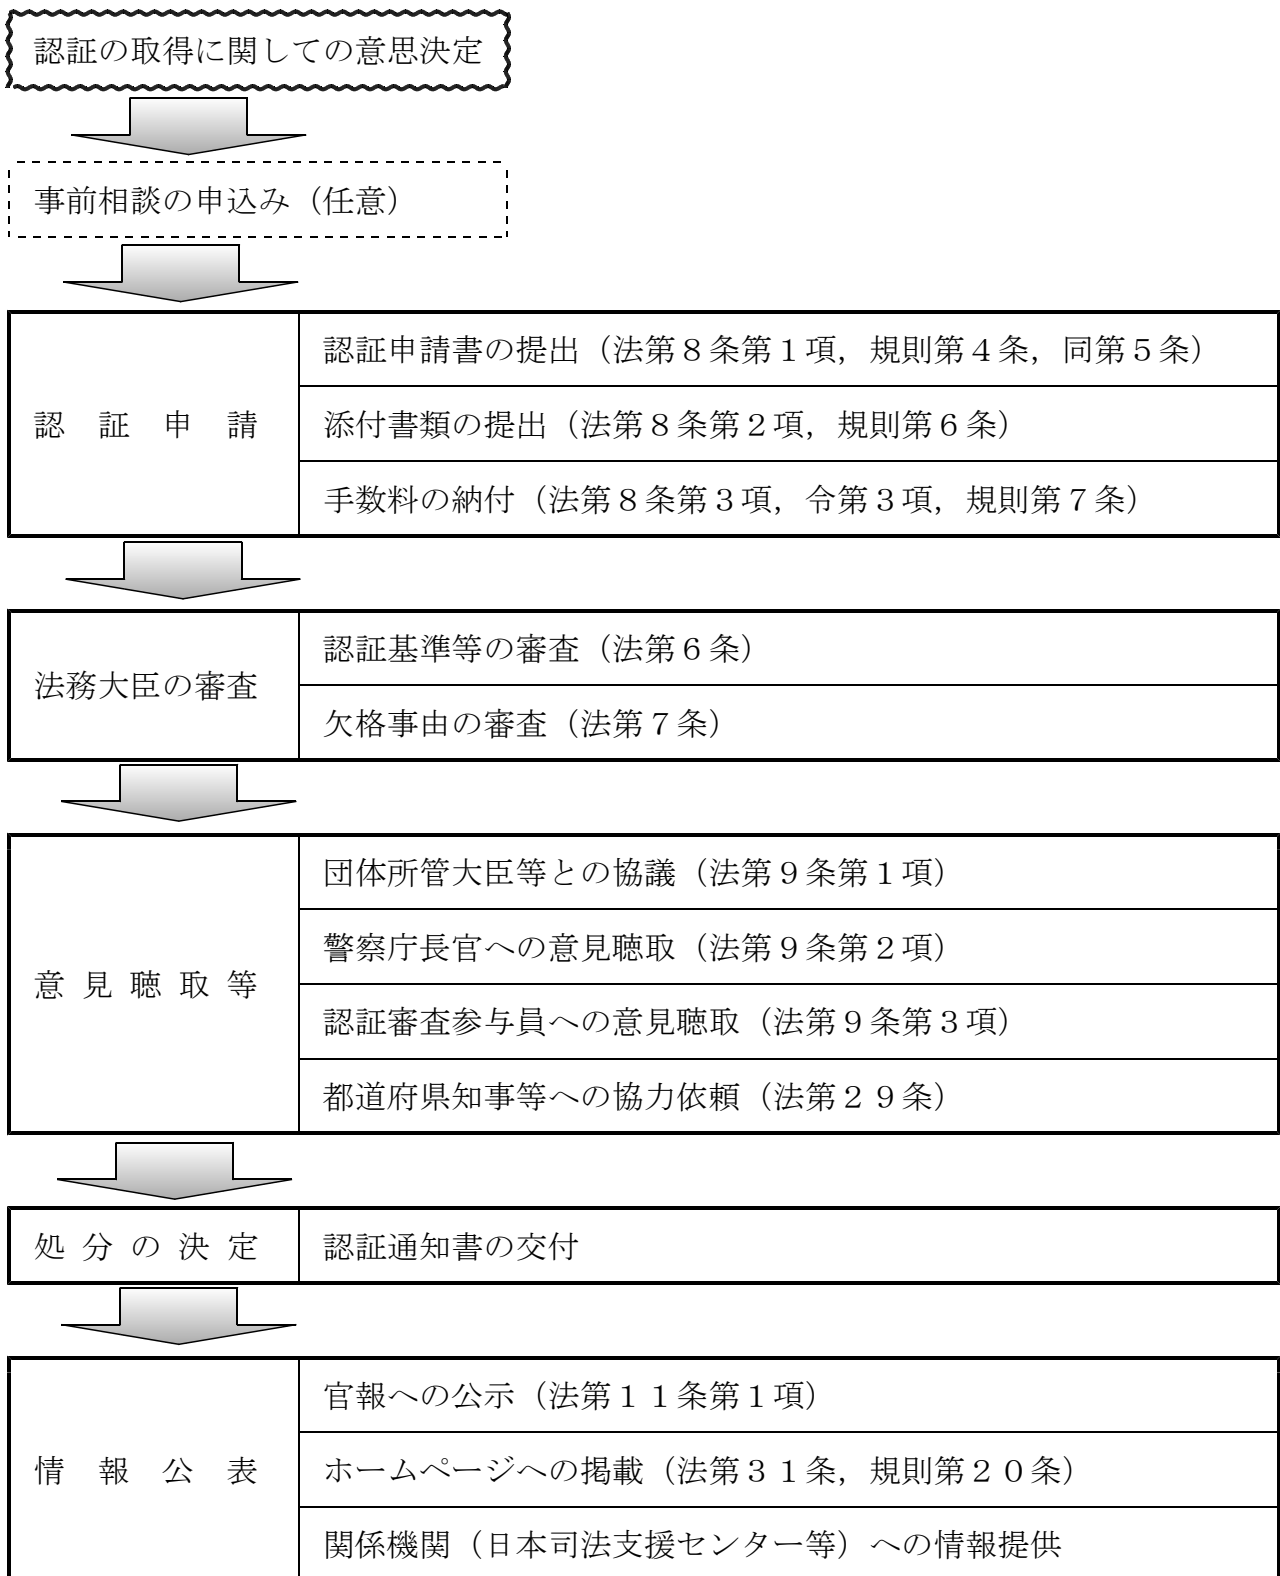 認証の取得に関しての意思決定
事前相談の申込み（任意）
認証申請
認証申請書の提出（法第８条第１項，規則第４条，同第５条）
添付書類の提出（法第８条第２項，規則第６条）
手数料の納付（法第８条第３項，令第３項，規則第７条）
法務大臣の審査
認証基準等の審査（法第６条）
欠格事由の審査（法第７条）
意見聴取等
団体所管大臣等との協議（法第９条第１項）
警察庁長官への意見聴取（法第９条第２項）
認証審査参与員への意見聴取（法第９条第３項）
都道府県知事等への協力依頼（法第２９条）
処分の決定
認証通知書の交付
情報公表
官報への公示（法第１１条第１項）
ホームページへの掲載（法第３１条，規則第２０条）
関係機関（日本司法支援センター等）への情報提供